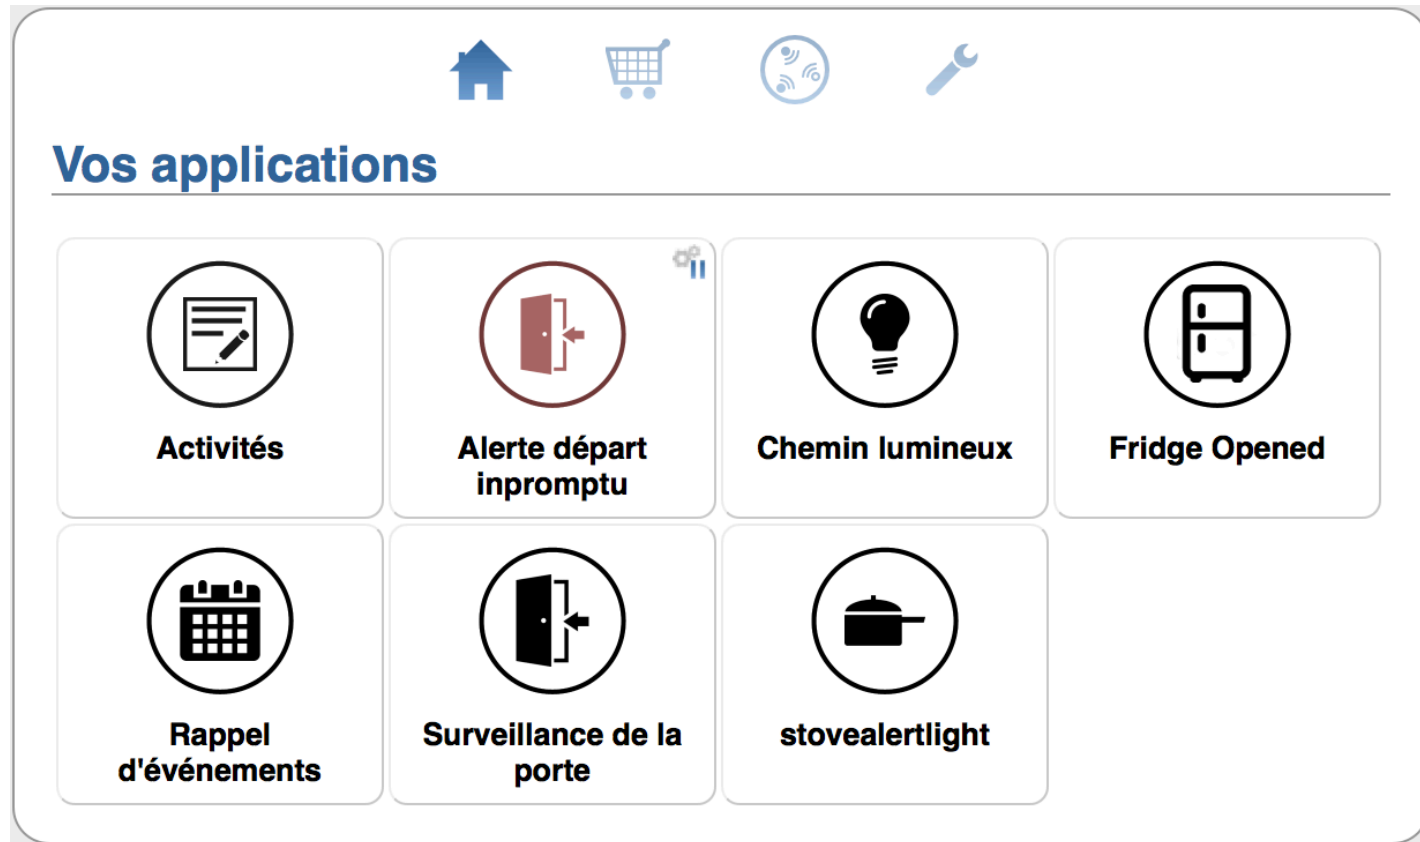 Vos applications
Activités
Alerte départ
inpromptu
Chemin lumineux
Fridge Opened
Rappel
d'événements
Surveillance de la
porte
stovealertlight